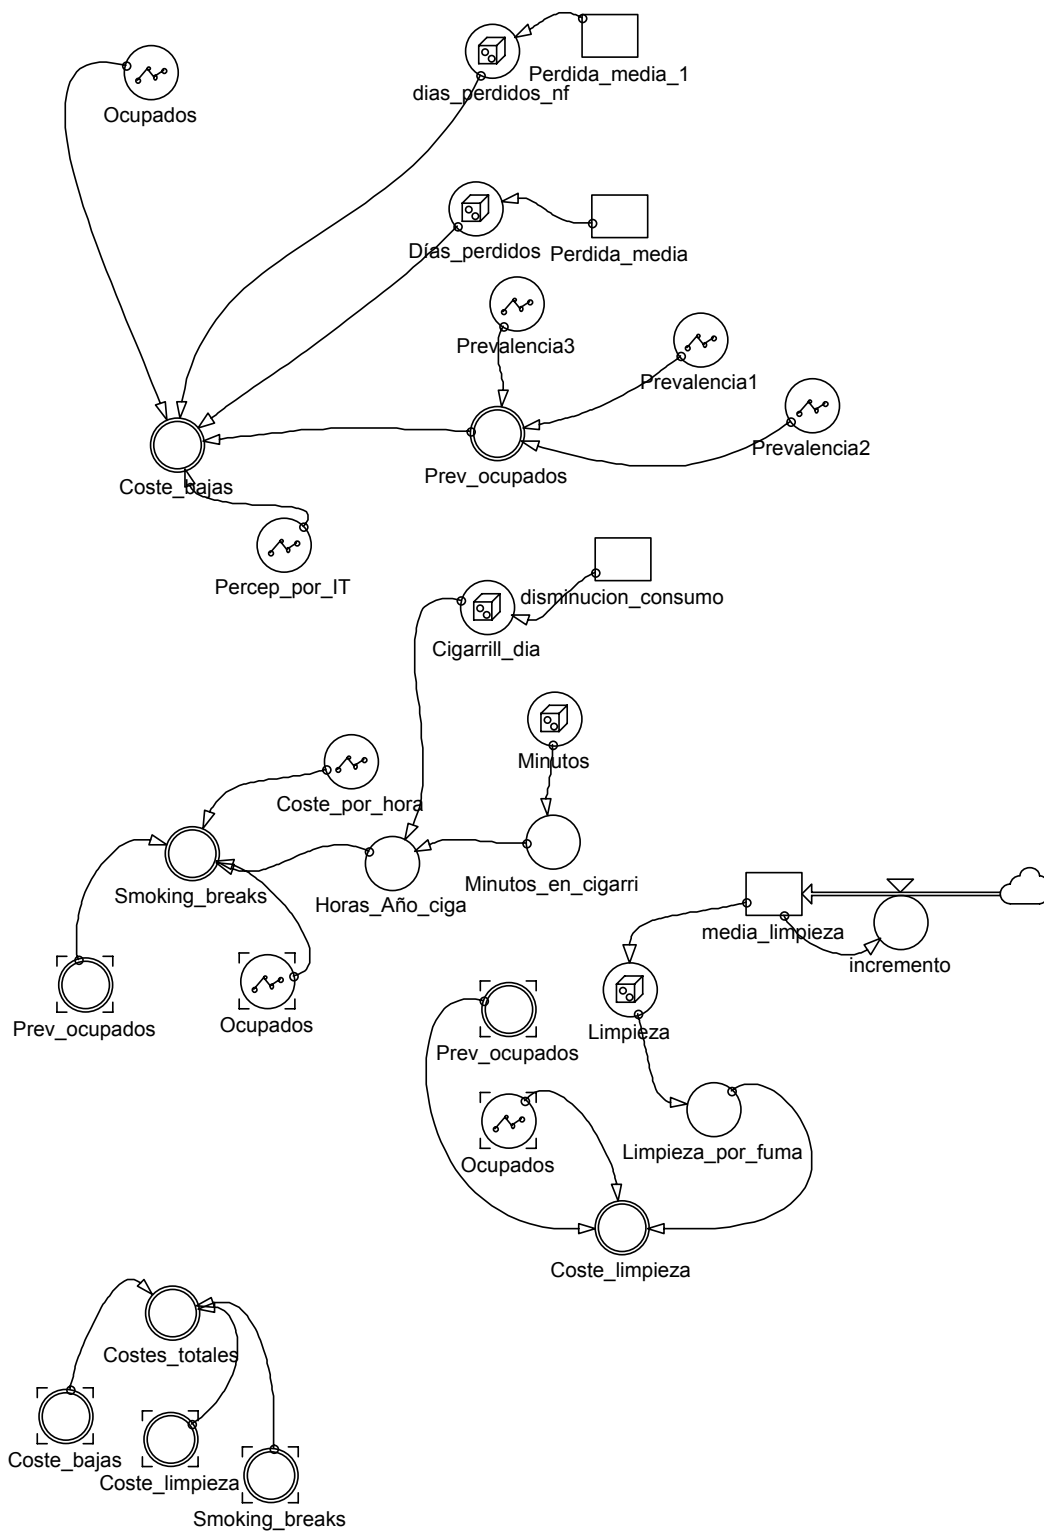 Perdida_media_1
dias_perdidos_nf
Ocupados
Días_perdidos
Perdida_media
Prevalencia3
Prevalencia1
Prevalencia2
Prev_ocupados
Coste_bajas
Percep_por_IT
disminucion_consumo
Cigarrill_dia
Minutos
Coste_por_hora
Minutos_en_cigarri
Smoking_breaks
Horas_Año_ciga
media_limpieza
incremento
Prev_ocupados
Ocupados
Limpieza
Prev_ocupados
Limpieza_por_fuma
Ocupados
Coste_limpieza
Costes_totales
Coste_bajas
Coste_limpieza
Smoking_breaks